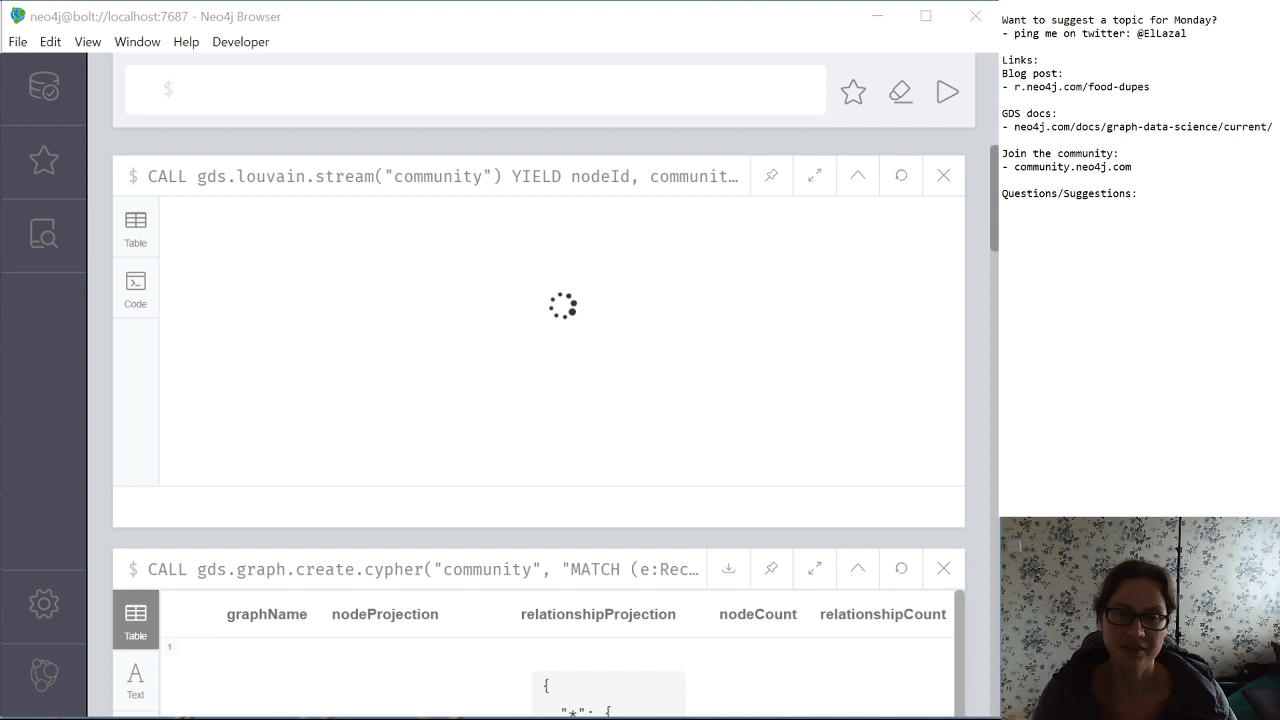 neo4j@bolt://localhost:7687 - Neo4j Browser
File Edit View Window Help Developer
$
$ CALL gds.louvain.stream("community") YIELD nodeId, communit…
Table
Code
$ CALL gds.graph.create.cypher("community", "MATCH (e:Rec…
graphName nodeProjection relationshipProjection nodeCount relationshipCount
Table
1
Text
{
"*": {
Want to suggest a topic for Monday?
- ping me on twitter: @ElLazal
Links:
Blog post:
- r.neo4j.com/food-dupes
GDS docs:
- neo4j.com/docs/graph-data-science/current/
Join the community:
- community.neo4j.com
Questions/Suggestions: